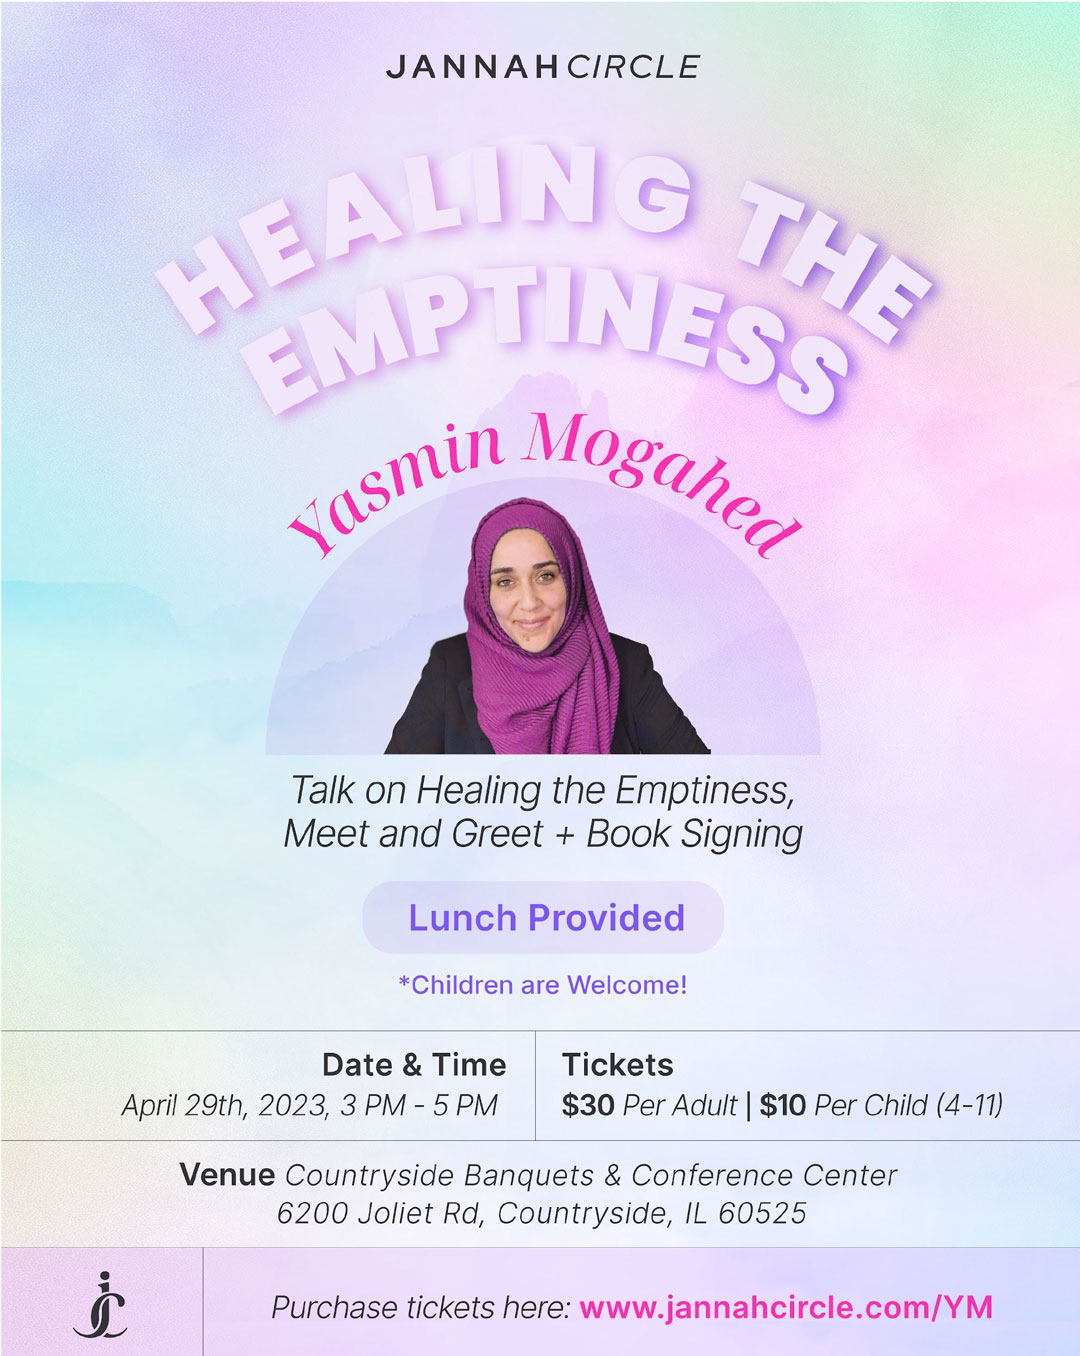 JANNAHCIRCLE
HEALING THE
EMPTINESS
Yasmin Mogahed
Talk on Healing the Emptiness,
Meet and Greet + Book Signing
Lunch Provided
*Children are Welcome!
Date & Time
April 29th, 2023, 3 PM - 5 PM
Tickets
$30 Per Adult | $10 Per Child (4-11)
Venue Countryside Banquets & Conference Center
6200 Joliet Rd, Countryside, IL 60525
jc
Purchase tickets here: www.jannahcircle.com/YM